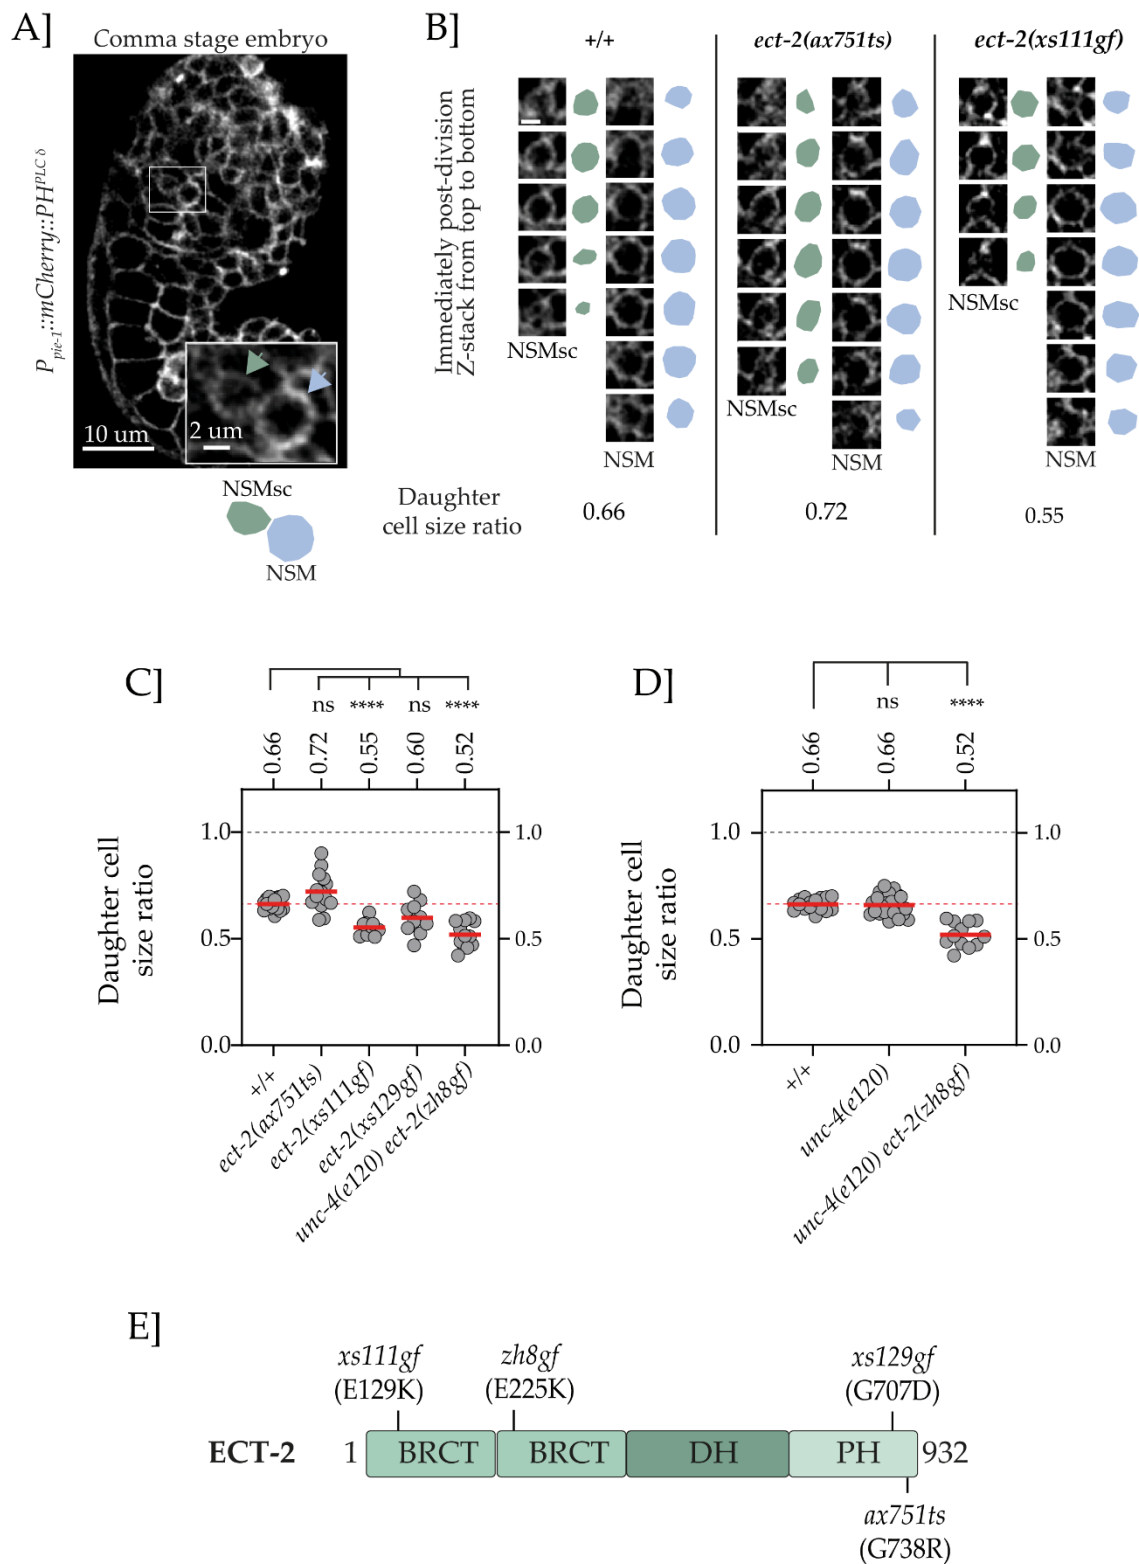 A]
Comma stage embryo
P pie-1::mCherry::PH PLC δ
10 um
2 um
NSMsc
NSM
B]
+/+
ect-2(ax751ts)
ect-2(xs111gf)
Immediately post-division
Z-stack from top to bottom
NSMsc
NSM
NSMsc
NSM
NSMsc
NSM
Daughter
cell size ratio
0.66
0.72
0.55
C]
ns
****
ns
****
0.66
0.72
0.55
0.60
0.52
Daughter cell
size ratio
1.0
0.5
0.0
1.0
0.5
0.0
+/+
ect-2(ax751ts)
ect-2(xs111gf)
ect-2(xs129gf)
unc-4(e120) ect-2(zh8gf)
D]
ns
****
0.66
0.66
0.52
Daughter cell
size ratio
1.0
0.5
0.0
1.0
0.5
0.0
+/+
unc-4(e120)
unc-4(e120) ect-2(zh8gf)
E]
xs111gf
(E129K)
zh8gf
(E225K)
xs129gf
(G707D)
ECT-2
1
BRCT
BRCT
DH
PH
932
ax751ts
(G738R)